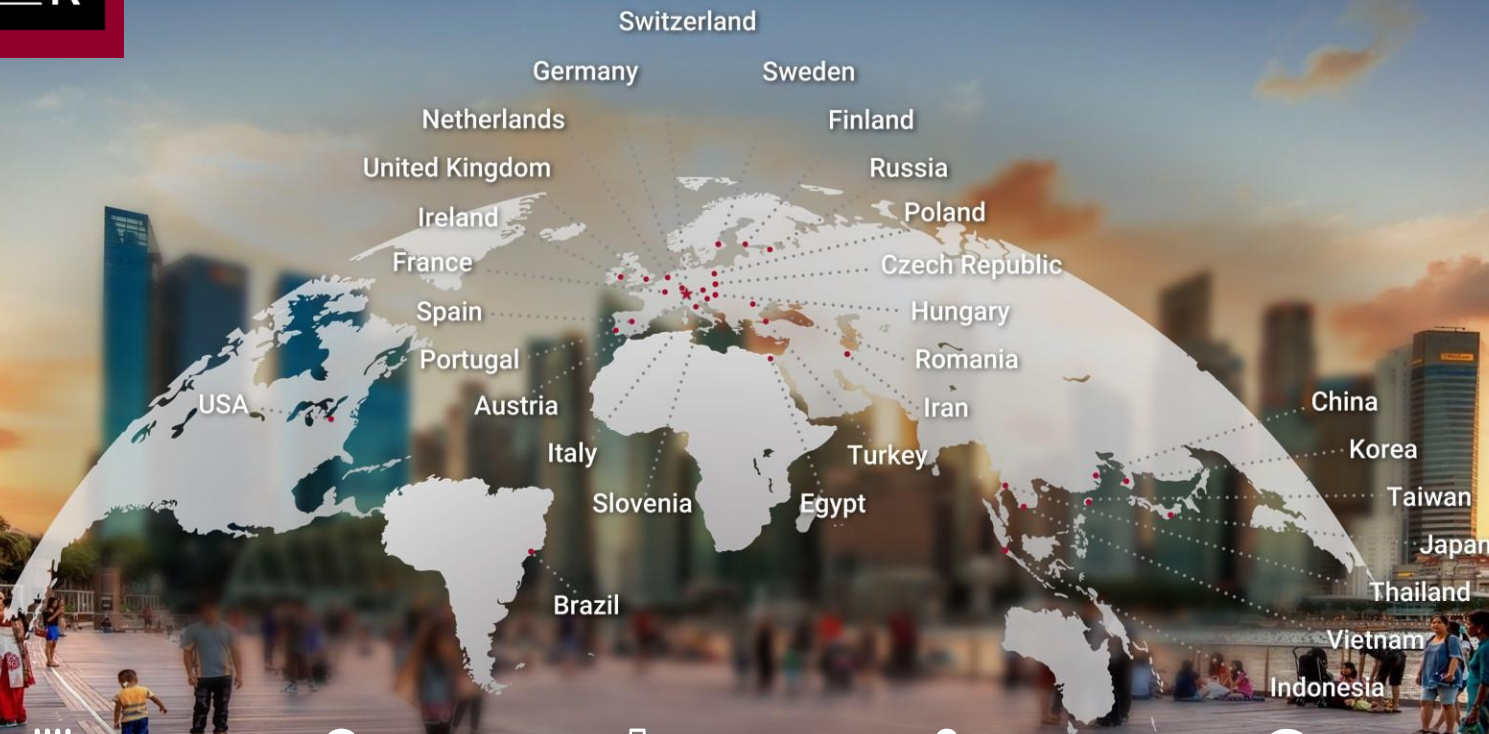 Switzerland
Germany
Sweden
Netherlands
Finland
United Kingdom
Russia
Ireland
Poland
France
Czech Republic
Spain
Hungary
Portugal
Romania
USA
Austria
Iran
China
Italy
Turkey
Korea
Slovenia
Egypt
Taiwan
Japan
Thailand
Brazil
Vietnam
Indonesia